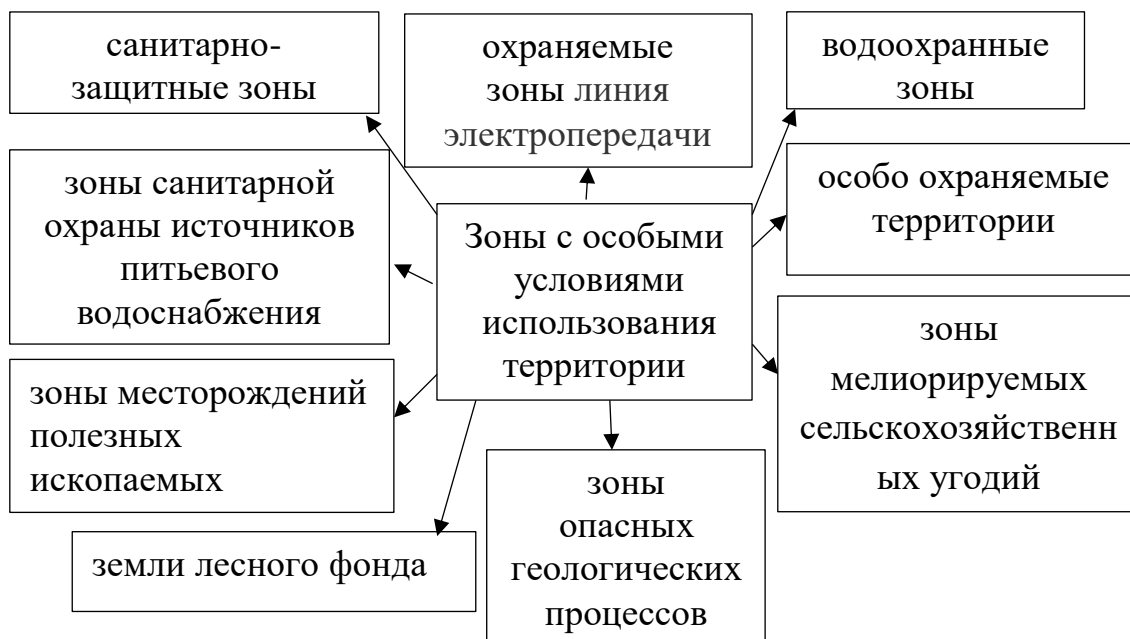 санитарно-
защитные зоны
охраняемые
зоны линия
электропередачи
водоохранные
зоны
зоны санитарной
охраны источников
питьевого
водоснабжения
Зоны с особыми
условиями
использования
территории
особо охраняемые
территории
зоны месторождений
полезных
ископаемых
зоны
мелиорируемых
сельскохозяйственн
ых угодий
земли лесного фонда
зоны
опасных
геологических
процессов